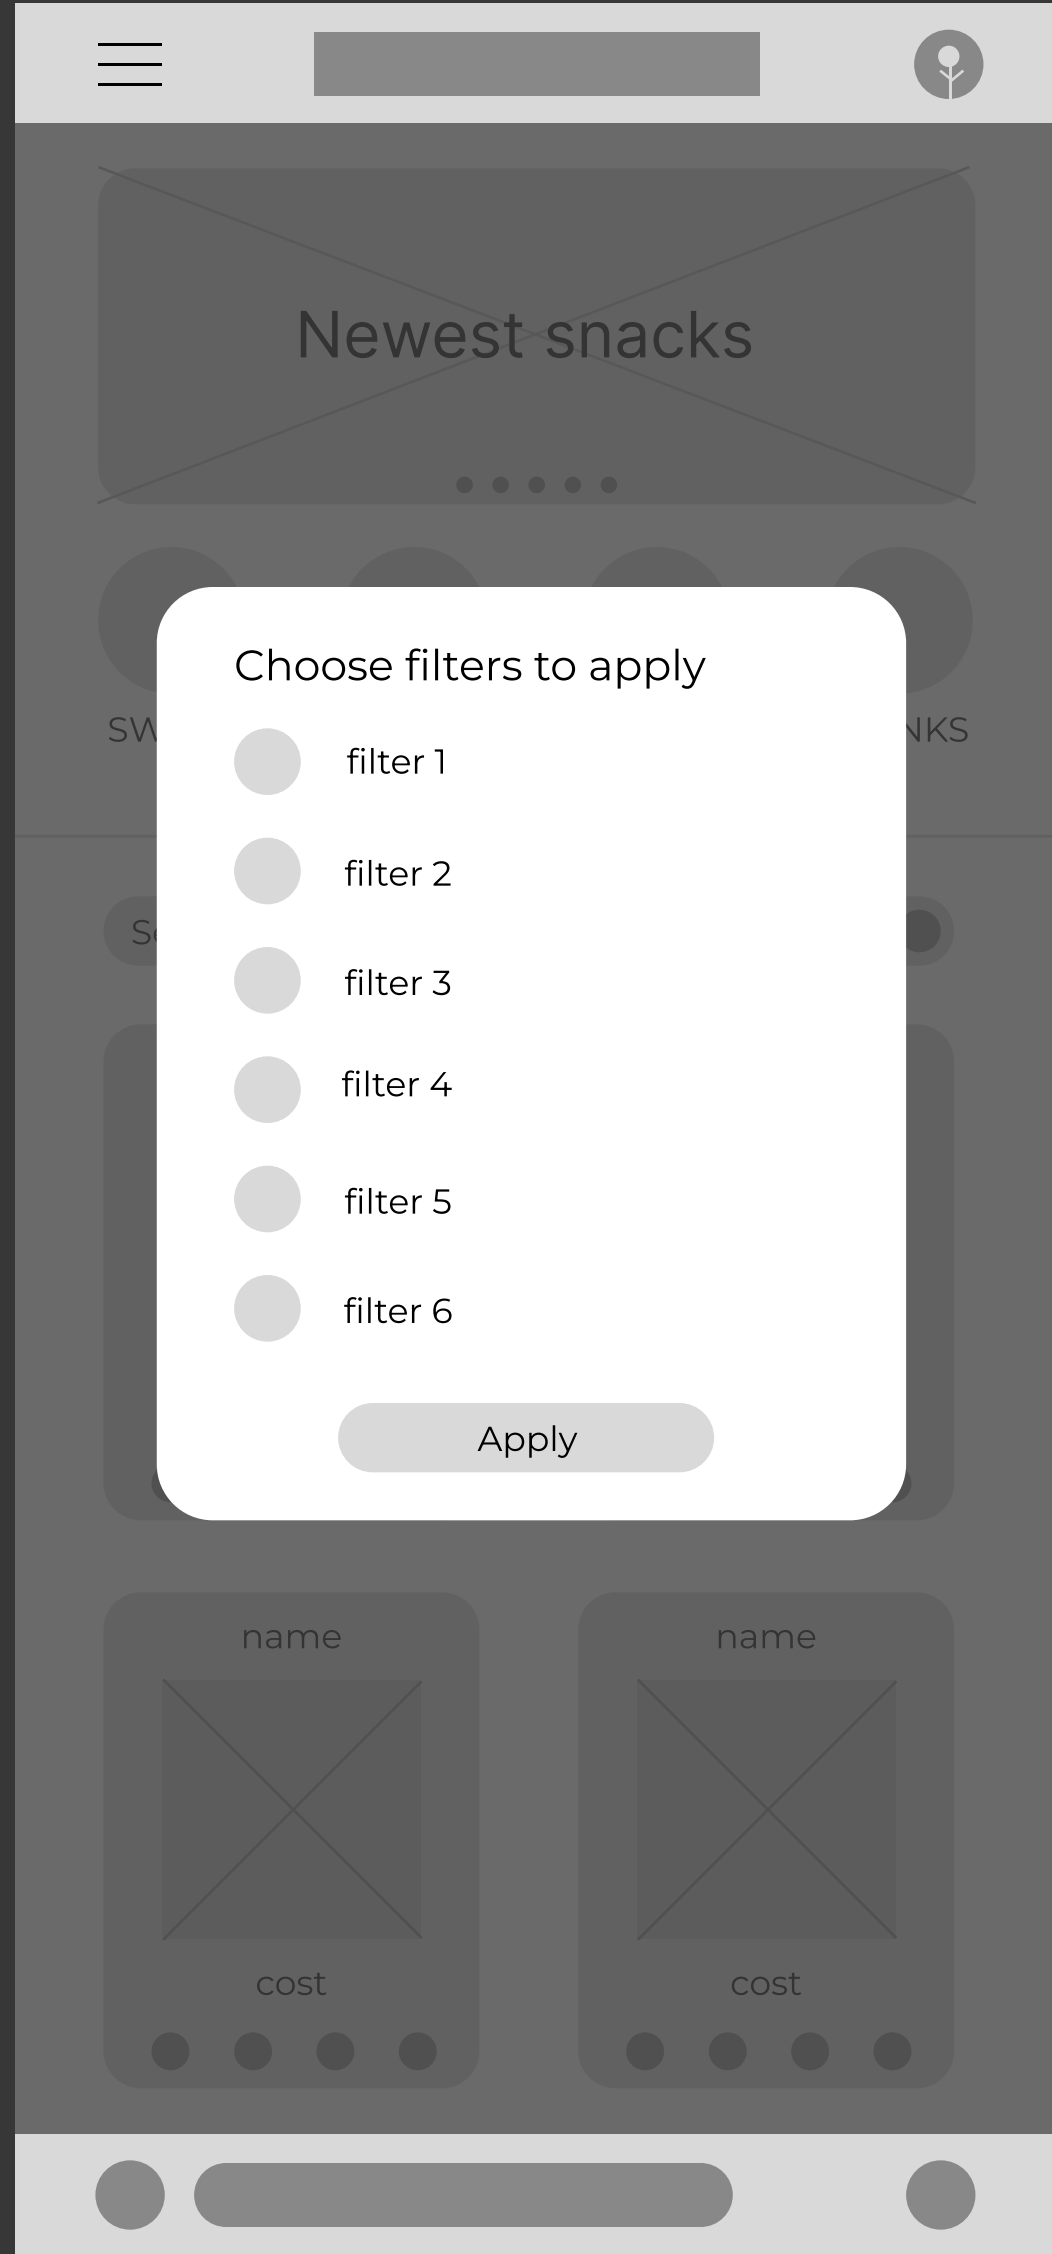 Newest snacks
Choose filters to apply
filter 1
filter 2
filter 3
filter 4
filter 5
filter 6
Apply
name
name
cost
cost